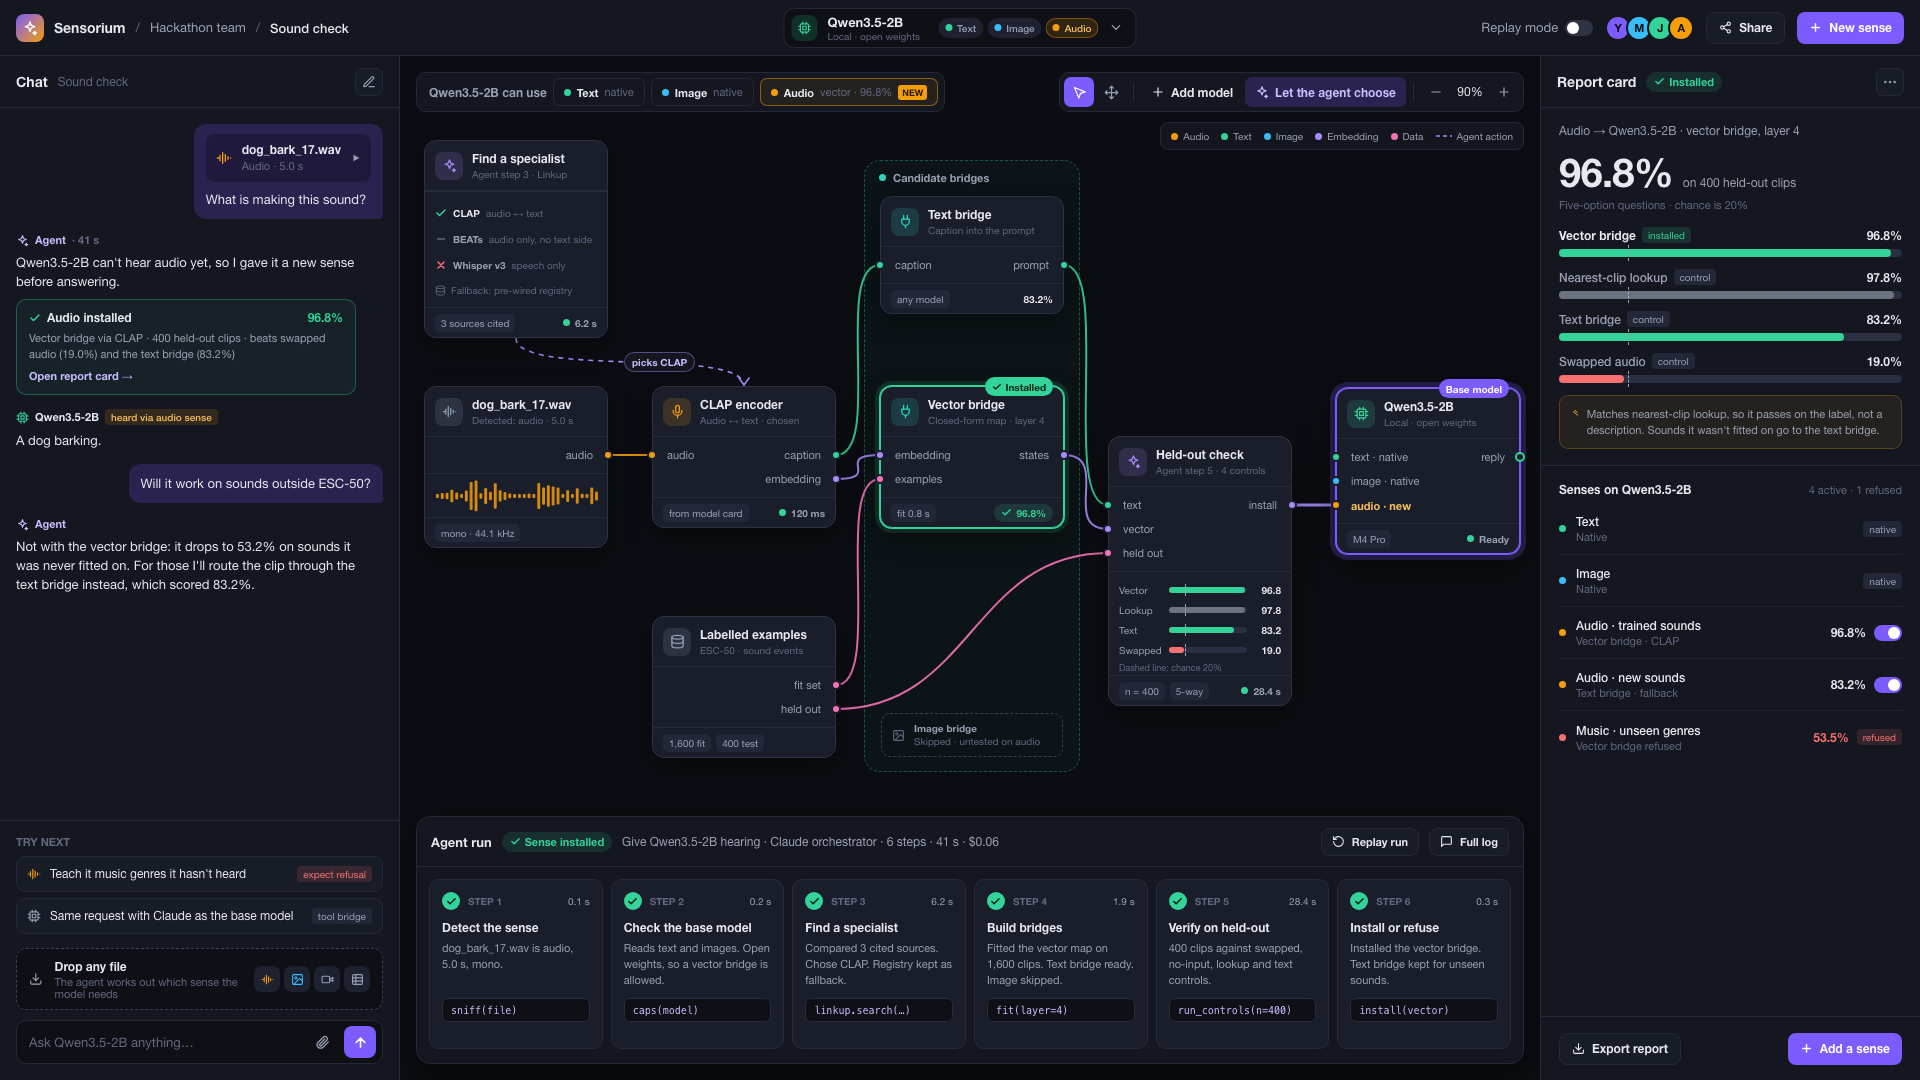 Sensorium / Hackathon team / Sound check
Qwen3.5-2B
Local · open weights
Text
Image
Audio
Replay mode
Y M J A
Share
+ New sense
Chat Sound check
dog_bark_17.wav
Audio · 5.0 s
What is making this sound?
Agent · 41 s
Qwen3.5-2B can't hear audio yet, so I gave it a new sense
before answering.
Audio installed 96.8%
Vector bridge via CLAP · 400 held-out clips · beats swapped
audio (19.0%) and the text bridge (83.2%)
Open report card →
Qwen3.5-2B heard via audio sense
A dog barking.
Will it work on sounds outside ESC-50?
Agent
Not with the vector bridge: it drops to 53.2% on sounds it
was never fitted on. For those I'll route the clip through the
text bridge instead, which scored 83.2%.
TRY NEXT
Teach it music genres it hasn't heard expect refusal
Same request with Claude as the base model tool bridge
Drop any file
The agent works out which sense the
model needs
Ask Qwen3.5-2B anything…
Qwen3.5-2B can use
Text native
Image native
Audio vector · 96.8% NEW
+ Add model
Let the agent choose
− 90% +
Audio
Text
Image
Embedding
Data
Agent action
Find a specialist
Agent step 3 · Linkup
CLAP audio ↔ text
BEATs audio only, no text side
Whisper v3 speech only
Fallback: pre-wired registry
3 sources cited 6.2 s
picks CLAP
dog_bark_17.wav
Detected: audio · 5.0 s
audio
mono · 44.1 kHz
CLAP encoder
Audio ↔ text · chosen
audio caption
embedding
from model card 120 ms
Labelled examples
ESC-50 · sound events
fit set
held out
1,600 fit 400 test
Candidate bridges
Text bridge
Caption into the prompt
caption prompt
any model 83.2%
Installed
Vector bridge
Closed-form map · layer 4
embedding states
examples
fit 0.8 s 96.8%
Image bridge
Skipped · untested on audio
Held-out check
Agent step 5 · 4 controls
text install
vector
held out
Vector 96.8
Lookup 97.8
Text 83.2
Swapped 19.0
Dashed line: chance 20%
n = 400 5-way 28.4 s
Base model
Qwen3.5-2B
Local · open weights
text · native reply
image · native
audio · new
M4 Pro Ready
Agent run Sense installed Give Qwen3.5-2B hearing · Claude orchestrator · 6 steps · 41 s · $0.06
Replay run
Full log
STEP 1 0.1 s
Detect the sense
dog_bark_17.wav is audio,
5.0 s, mono.
sniff(file)
STEP 2 0.2 s
Check the base model
Reads text and images. Open
weights, so a vector bridge is
allowed.
caps(model)
STEP 3 6.2 s
Find a specialist
Compared 3 cited sources.
Chose CLAP. Registry kept as
fallback.
linkup.search(…)
STEP 4 1.9 s
Build bridges
Fitted the vector map on
1,600 clips. Text bridge ready.
Image skipped.
fit(layer=4)
STEP 5 28.4 s
Verify on held-out
400 clips against swapped,
no-input, lookup and text
controls.
run_controls(n=400)
STEP 6 0.3 s
Install or refuse
Installed the vector bridge.
Text bridge kept for unseen
sounds.
install(vector)
Report card Installed
Audio → Qwen3.5-2B · vector bridge, layer 4
96.8% on 400 held-out clips
Five-option questions · chance is 20%
Vector bridge installed 96.8%
Nearest-clip lookup control 97.8%
Text bridge control 83.2%
Swapped audio control 19.0%
Matches nearest-clip lookup, so it passes on the label, not a
description. Sounds it wasn't fitted on go to the text bridge.
Senses on Qwen3.5-2B 4 active · 1 refused
Text
Native
native
Image
Native
native
Audio · trained sounds
Vector bridge · CLAP
96.8%
Audio · new sounds
Text bridge · fallback
83.2%
Music · unseen genres
Vector bridge refused
53.5% refused
Export report
+ Add a sense